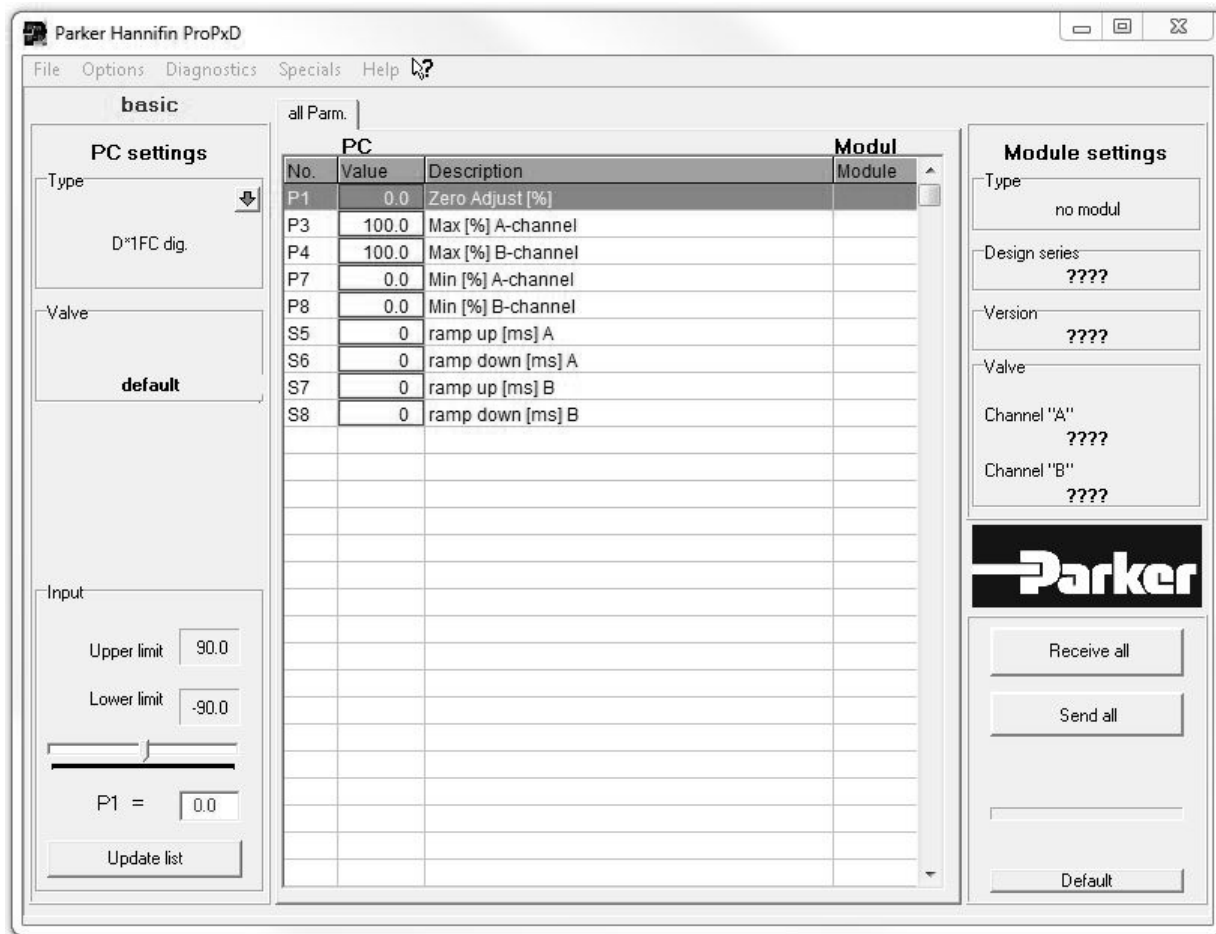 Parker Hannifin ProPxD
File Options Diagnostics Specials Help ?
basic
PC settings
Type
D*1FC dig.
Valve
default
Input
Upper limit 90.0
Lower limit -90.0
P1 = 0.0
Update list
all Parm.
PC Modul
No. Value Description Module
P1 0.0 Zero Adjust [%]
P3 100.0 Max [%] A-channel
P4 100.0 Max [%] B-channel
P7 0.0 Min [%] A-channel
P8 0.0 Min [%] B-channel
S5 0 ramp up [ms] A
S6 0 ramp down [ms] A
S7 0 ramp up [ms] B
S8 0 ramp down [ms] B
Module settings
Type
no modul
Design series
????
Version
????
Valve
Channel "A"
????
Channel "B"
????
Parker
Receive all
Send all
Default